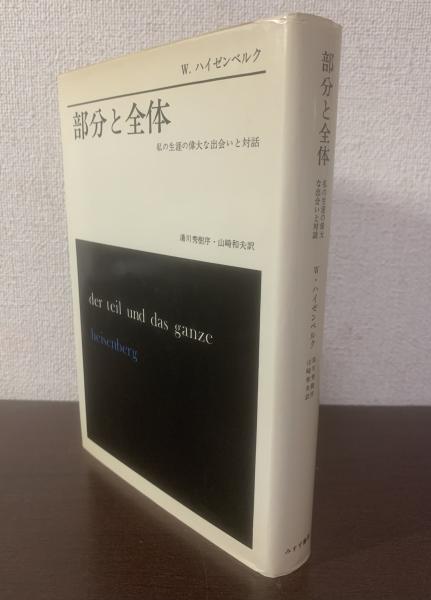 W. ハイゼンベルク
部分と全体
私の生涯の偉大な出会いと対話
湯川秀樹序・山崎和夫訳
der teil und das ganze
heisenberg
部分と全体
私の生涯の偉大
な出会いと対話
W・ハイゼンベルク
湯川秀樹序
山崎和夫訳
みすず書房